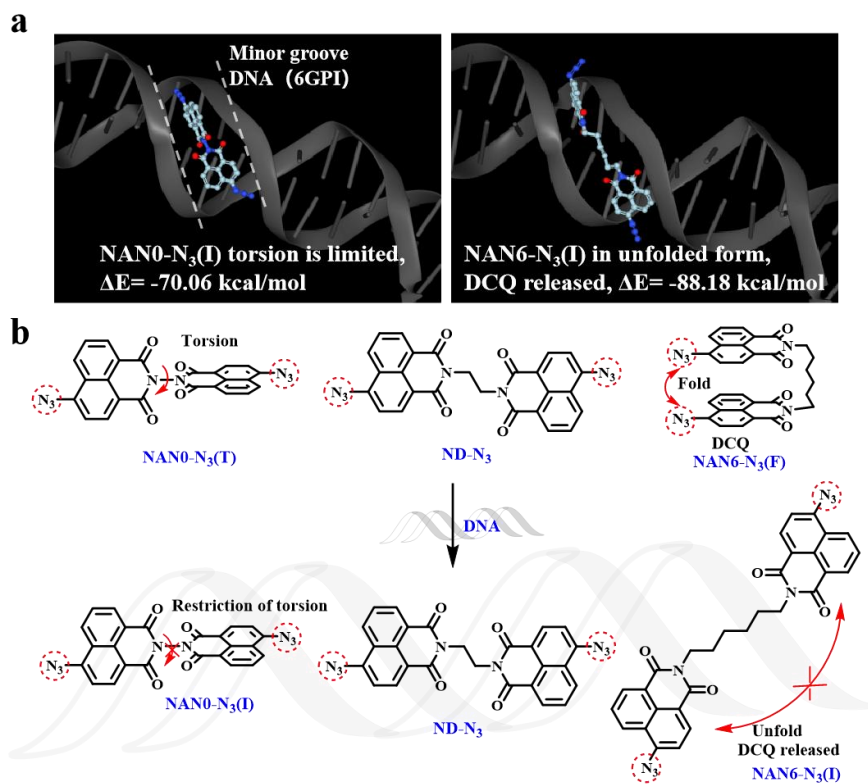 a
Minor groove
DNA (6GPI)
NAN0-N₃(I) torsion is limited,
ΔE= -70.06 kcal/mol
NAN6-N₃(I) in unfolded form,
DCQ released, ΔE= -88.18 kcal/mol
b
Torsion
O
O
O
O
N
N
N₃
N₃
NAN0-N₃(T)
O
O
O
O
N
N
N₃
N₃
ND-N₃
O
O
N
N₃
Fold
O
O
N
N₃
DCQ
NAN6-N₃(F)
DNA
Restriction of torsion
O
O
O
O
N
N
N₃
N₃
NAN0-N₃(I)
O
O
O
O
N
N
N₃
N₃
ND-N₃
N₃
O
N
O
O
N
O
N₃
Unfold
DCQ released
NAN6-N₃(I)